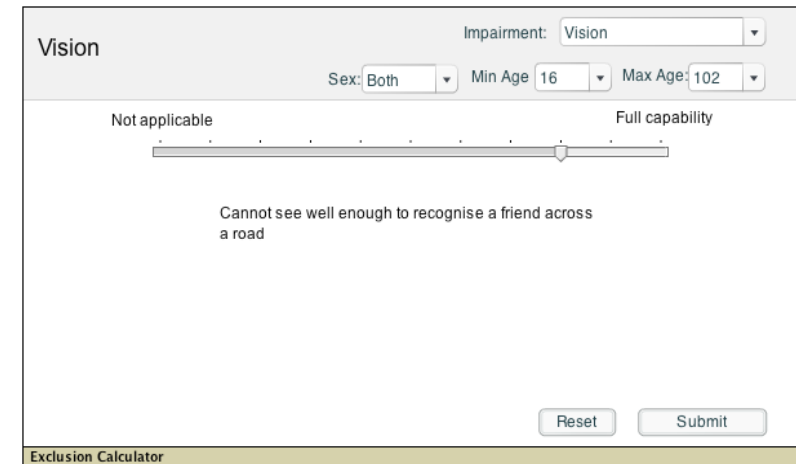 Vision
Impairment: Vision
Sex: Both Min Age 16 Max Age: 102
Not applicable Full capability
Cannot see well enough to recognise a friend across
a road
Reset Submit
Exclusion Calculator